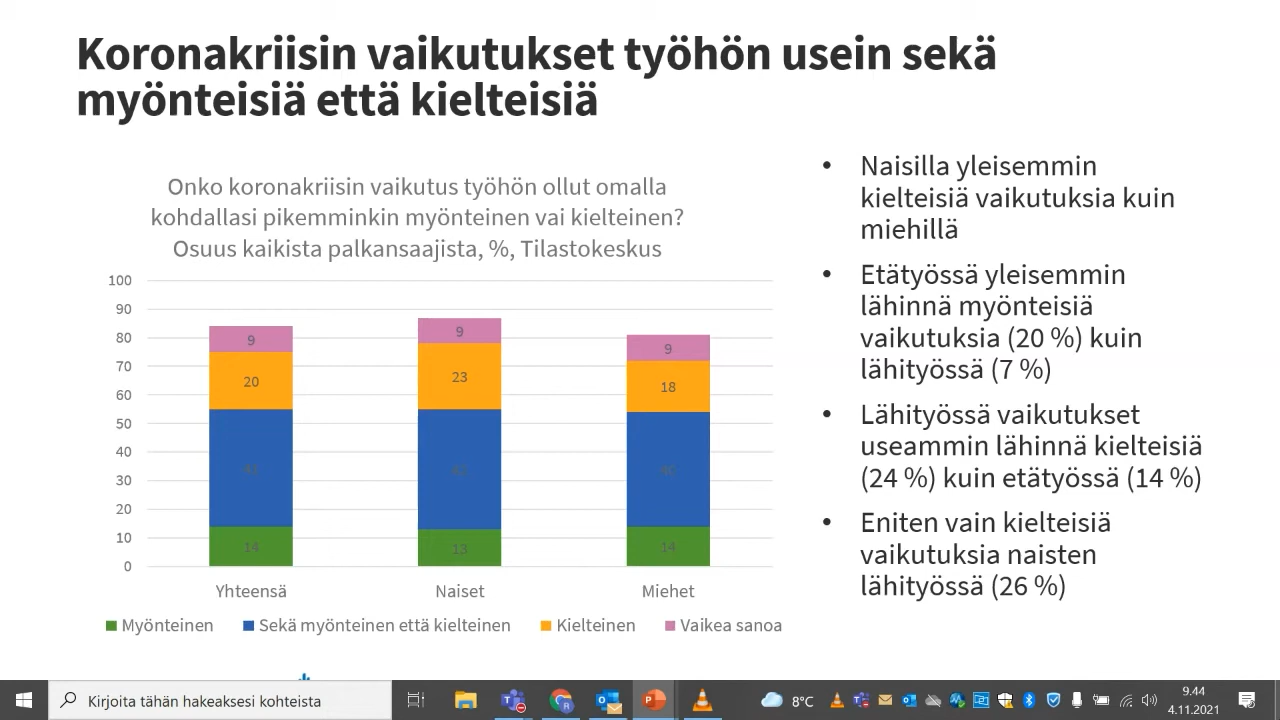 Koronakriisin vaikutukset työhön usein sekä
myönteisiä että kielteisiä
Onko koronakriisin vaikutus työhön ollut omalla
kohdallasi pikemminkin myönteinen vai kielteinen?
Osuus kaikista palkansaajista, %, Tilastokeskus
100
90
80
70
60
50
40
30
20
10
0
9
20
41
14
9
23
42
13
9
18
40
14
Yhteensä
Naiset
Miehet
Myönteinen
Sekä myönteinen että kielteinen
Kielteinen
Vaikea sanoa
• Naisilla yleisemmin
kielteisiä vaikutuksia kuin
miehillä
• Etätyössä yleisemmin
lähinnä myönteisiä
vaikutuksia (20 %) kuin
lähityössä (7 %)
• Lähityössä vaikutukset
useammin lähinnä kielteisiä
(24 %) kuin etätyössä (14 %)
• Eniten vain kielteisiä
vaikutuksia naisten
lähityössä (26 %)
Kirjoita tähän hakeaksesi kohteista
8°C
9.44
4.11.2021